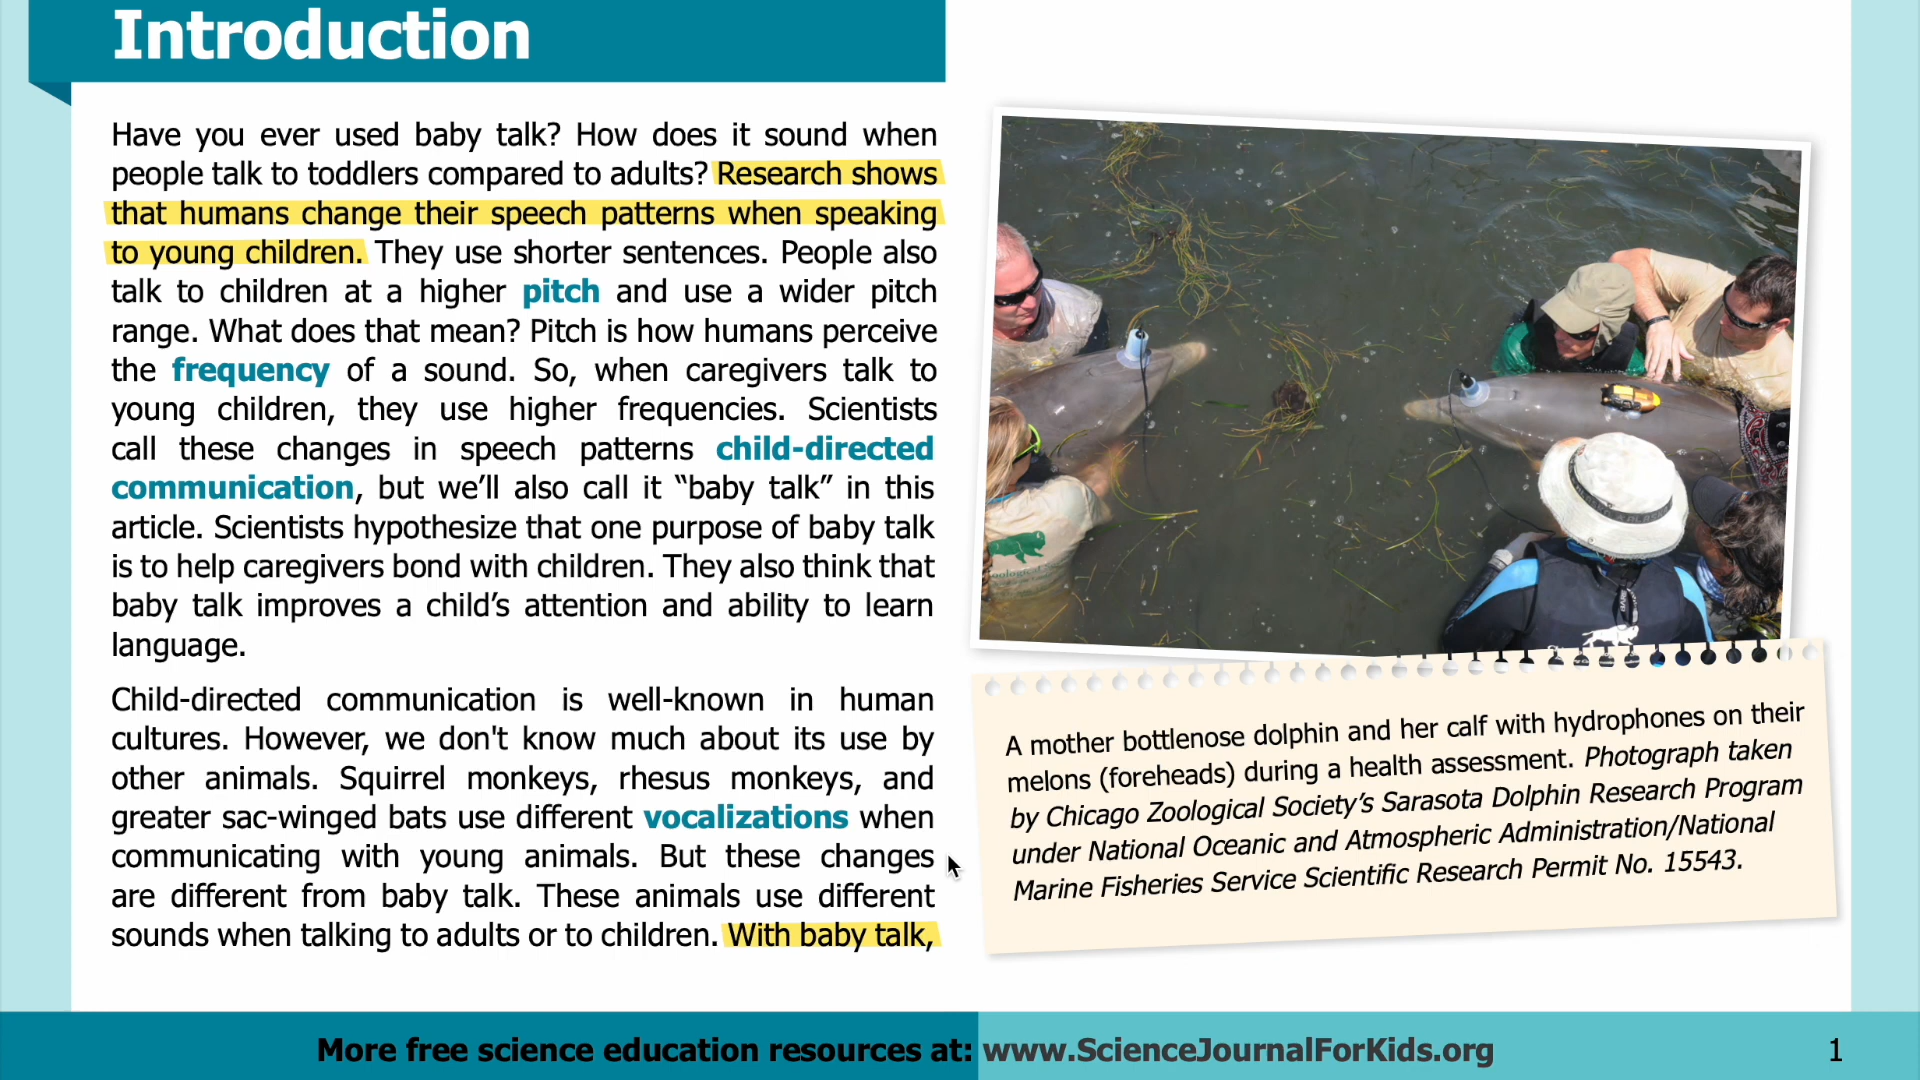 Introduction
Have you ever used baby talk? How does it sound when
people talk to toddlers compared to adults? Research shows
that humans change their speech patterns when speaking
to young children. They use shorter sentences. People also
talk to children at a higher pitch and use a wider pitch
range. What does that mean? Pitch is how humans perceive
the frequency of a sound. So, when caregivers talk to
young children, they use higher frequencies. Scientists
call these changes in speech patterns child-directed
communication, but we’ll also call it “baby talk” in this
article. Scientists hypothesize that one purpose of baby talk
is to help caregivers bond with children. They also think that
baby talk improves a child’s attention and ability to learn
language.
Child-directed communication is well-known in human
cultures. However, we don't know much about its use by
other animals. Squirrel monkeys, rhesus monkeys, and
greater sac-winged bats use different vocalizations when
communicating with young animals. But these changes
are different from baby talk. These animals use different
sounds when talking to adults or to children. With baby talk,
A mother bottlenose dolphin and her calf with hydrophones on their
melons (foreheads) during a health assessment. Photograph taken
by Chicago Zoological Society’s Sarasota Dolphin Research Program
under National Oceanic and Atmospheric Administration/National
Marine Fisheries Service Scientific Research Permit No. 15543.
More free science education resources at: www.ScienceJournalForKids.org
1